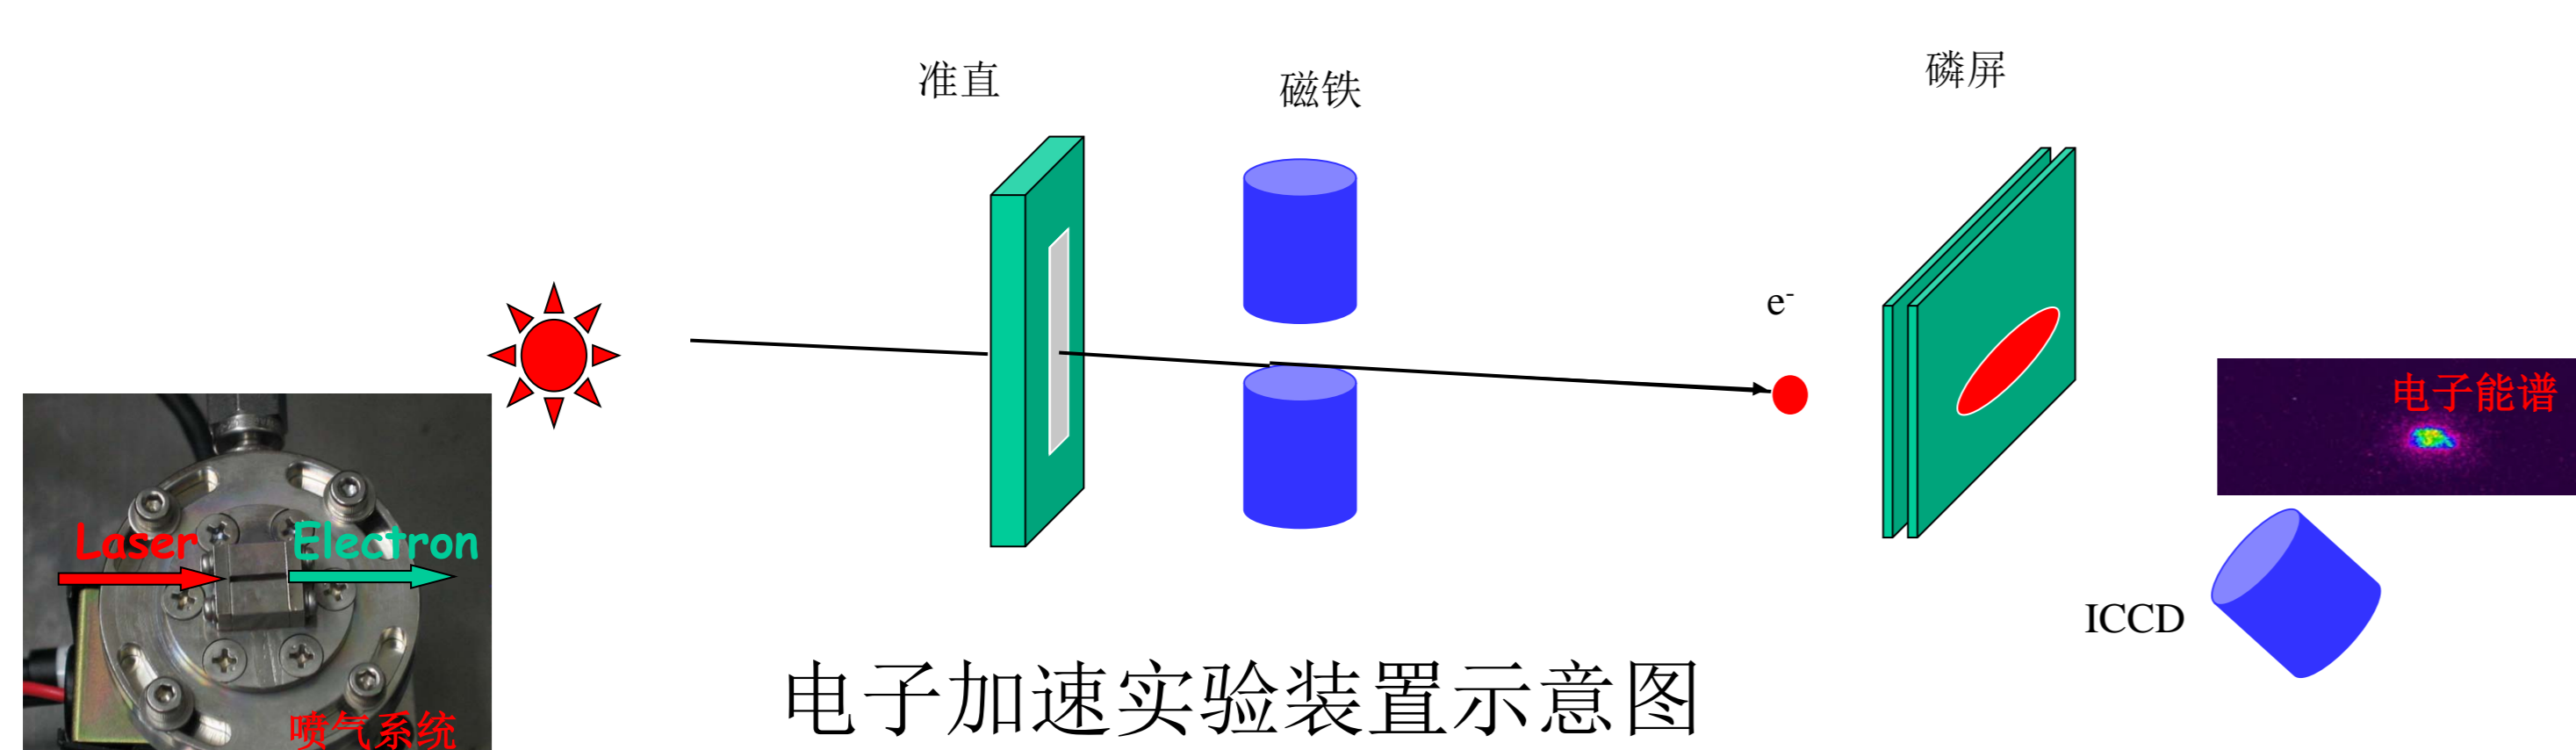 准直
磁铁
磷屏
e-
电子能谱
Laser
Electron
ICCD
喷气系统
电子加速实验装置示意图